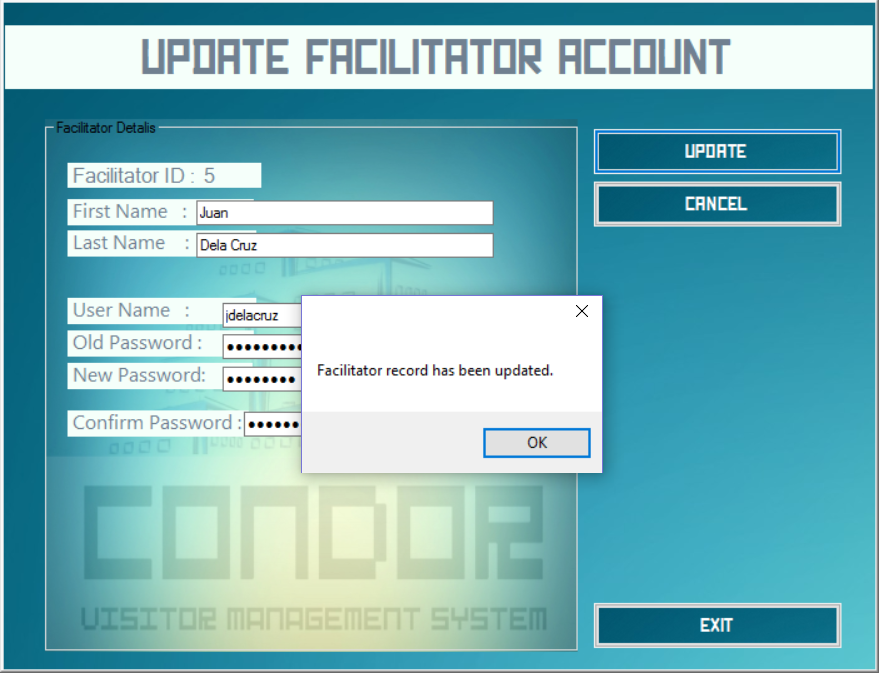 UPDATE FACILITATOR ACCOUNT
Facilitator Detalis
Facilitator ID : 5
First Name : Juan
Last Name : Dela Cruz
User Name : jdelacruz
Old Password : ●●●●●●●●●
New Password: ●●●●●●●●
Confirm Password : ●●●●●●
UPDATE
CANCEL
Facilitator record has been updated.
OK
CONDOR
VISITOR MANAGEMENT SYSTEM
EXIT